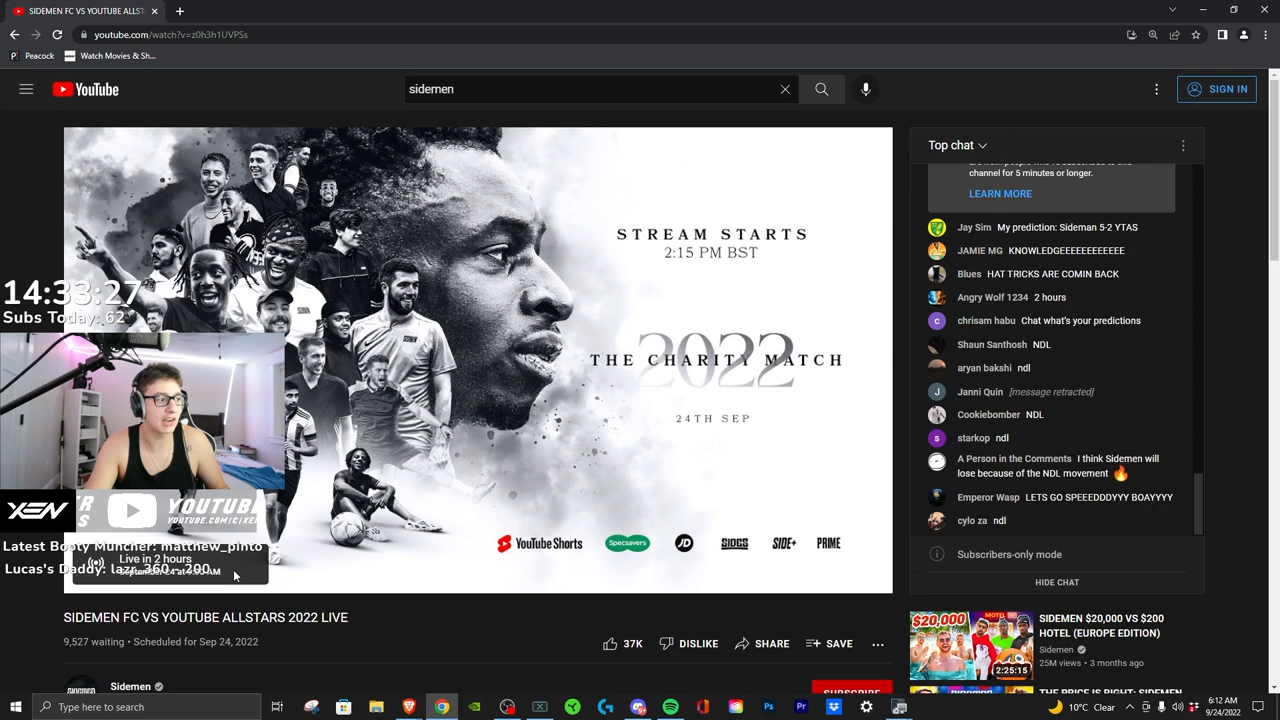 SIDEMEN FC VS YOUTUBE ALLST
youtube.com/watch?v=z0h3h1UVPSs
Peacock
Watch Movies & Sh...
YouTube
sidemen
SIGN IN
STREAM STARTS
2:15 PM BST
2022
THE CHARITY MATCH
24TH SEP
YouTube Shorts
Specsavers
JD
SIDES
SIDE+
PRIME
14:33:27
Subs Today: 62
XEN
YOUTUBE
Latest Booty Muncher: matthew_pinto
Live in 2 hours
SIDEMEN FC VS YOUTUBE ALLSTARS 2022 LIVE
9,527 waiting • Scheduled for Sep 24, 2022
37K
DISLIKE
SHARE
SAVE
Sidemen
SUBSCRIBE
Top chat
channel for 5 minutes or longer.
LEARN MORE
Jay Sim My prediction: Sideman 5-2 YTAS
JAMIE MG KNOWLEDGEEEEEEEEEEE
Blues HAT TRICKS ARE COMIN BACK
Angry Wolf 1234 2 hours
chrisam habu Chat what's your predictions
Shaun Santhosh NDL
aryan bakshi ndl
Janni Quin [message retracted]
Cookiebomber NDL
starkop ndl
A Person in the Comments I think Sidemen will
lose because of the NDL movement
Emperor Wasp LETS GO SPEEEDDDYYY BOAYYYY
cylo za ndl
Subscribers-only mode
HIDE CHAT
$20,000
MOTEL
2:25:15
SIDEMEN $20,000 VS $200
HOTEL (EUROPE EDITION)
Sidemen
25M views • 3 months ago
Type here to search
10°C Clear
6:12 AM
9/24/2022